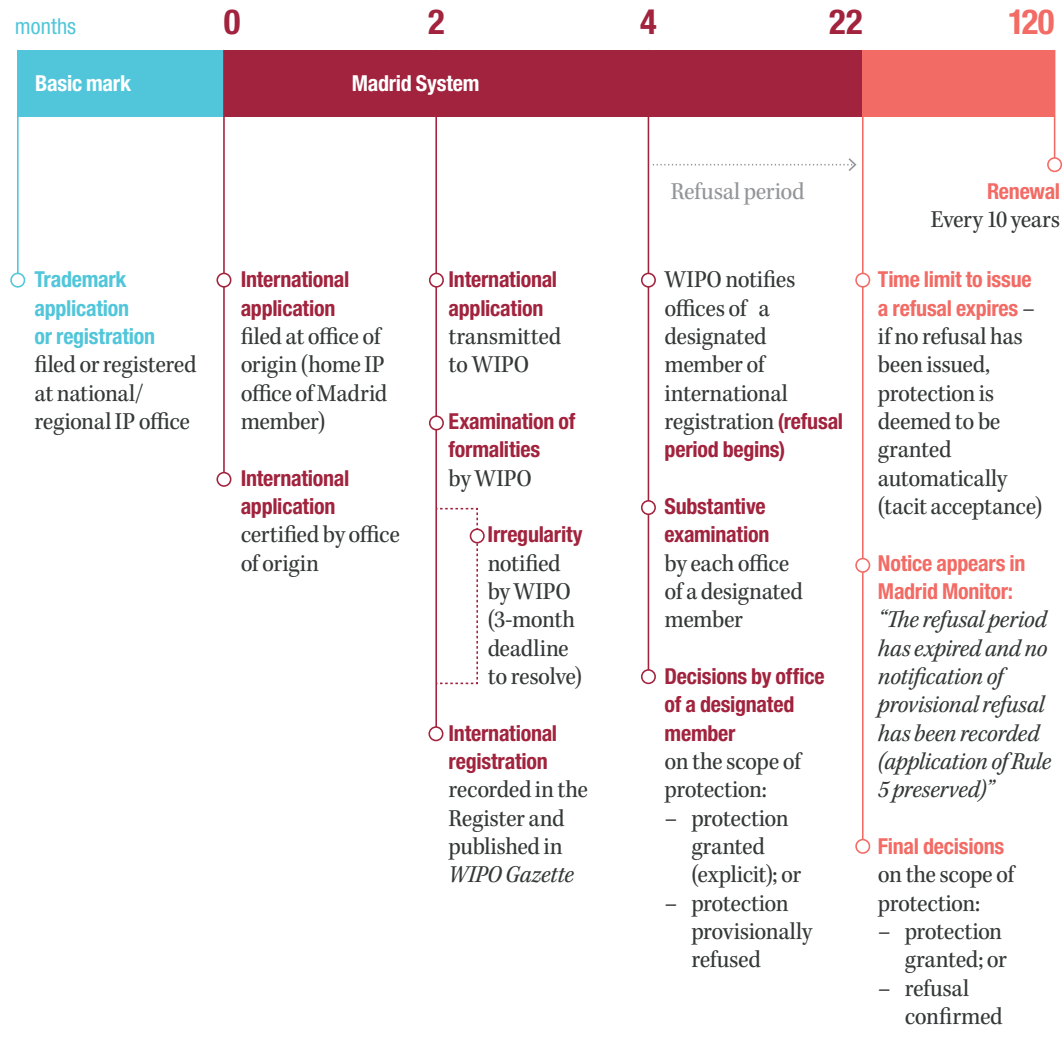 months
0
2
4
22
120
Basic mark
Madrid System
Refusal period
Renewal
Every 10 years
Trademark
application
or registration
filed or registered
at national/
regional IP office
International
application
filed at office of
origin (home IP
office of Madrid
member)
International
application
certified by office
of origin
International
application
transmitted
to WIPO
Examination of
formalities
by WIPO
Irregularity
notified
by WIPO
(3-month
deadline
to resolve)
International
registration
recorded in the
Register and
published in
WIPO Gazette
WIPO notifies
offices of a
designated
member of
international
registration (refusal
period begins)
Substantive
examination
by each office
of a designated
member
Decisions by office
of a designated
member
on the scope of
protection:
– protection
granted
(explicit); or
– protection
provisionally
refused
Time limit to issue
a refusal expires –
if no refusal has
been issued,
protection is
deemed to be
granted
automatically
(tacit acceptance)
Notice appears in
Madrid Monitor:
“The refusal period
has expired and no
notification of
provisional refusal
has been recorded
(application of Rule
5 preserved)”
Final decisions
on the scope of
protection:
– protection
granted; or
– refusal
confirmed